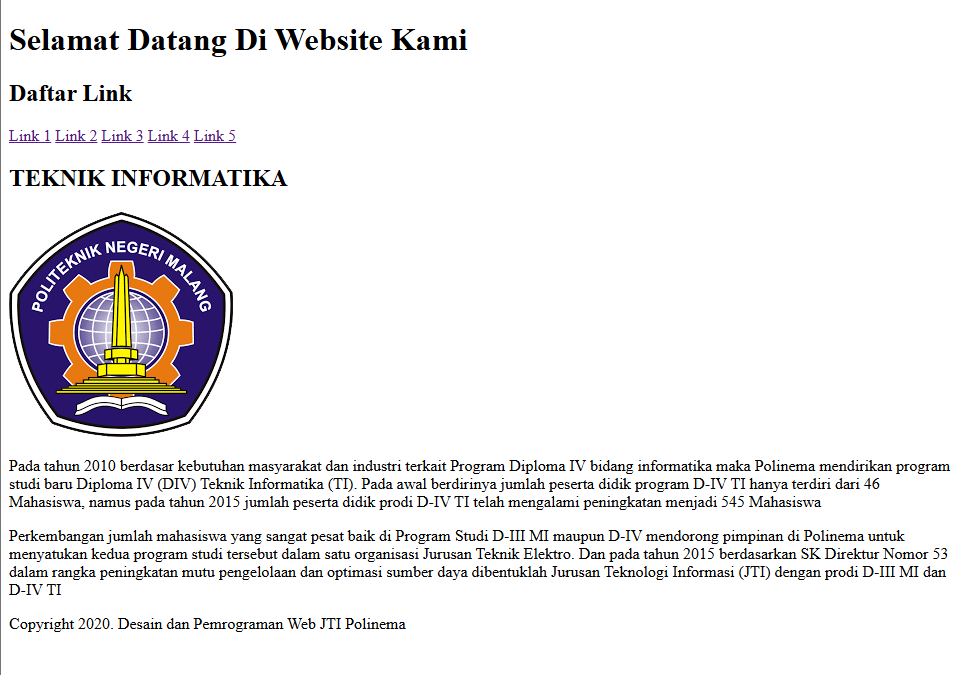 Selamat Datang Di Website Kami
Daftar Link
Link 1 Link 2 Link 3 Link 4 Link 5
TEKNIK INFORMATIKA
POLITEKNIK NEGERI MALANG
Pada tahun 2010 berdasar kebutuhan masyarakat dan industri terkait Program Diploma IV bidang informatika maka Polinema mendirikan program
studi baru Diploma IV (DIV) Teknik Informatika (TI). Pada awal berdirinya jumlah peserta didik program D-IV TI hanya terdiri dari 46
Mahasiswa, namus pada tahun 2015 jumlah peserta didik prodi D-IV TI telah mengalami peningkatan menjadi 545 Mahasiswa
Perkembangan jumlah mahasiswa yang sangat pesat baik di Program Studi D-III MI maupun D-IV mendorong pimpinan di Polinema untuk
menyatukan kedua program studi tersebut dalam satu organisasi Jurusan Teknik Elektro. Dan pada tahun 2015 berdasarkan SK Direktur Nomor 53
dalam rangka peningkatan mutu pengelolaan dan optimasi sumber daya dibentuklah Jurusan Teknologi Informasi (JTI) dengan prodi D-III MI dan
D-IV TI
Copyright 2020. Desain dan Pemrograman Web JTI Polinema